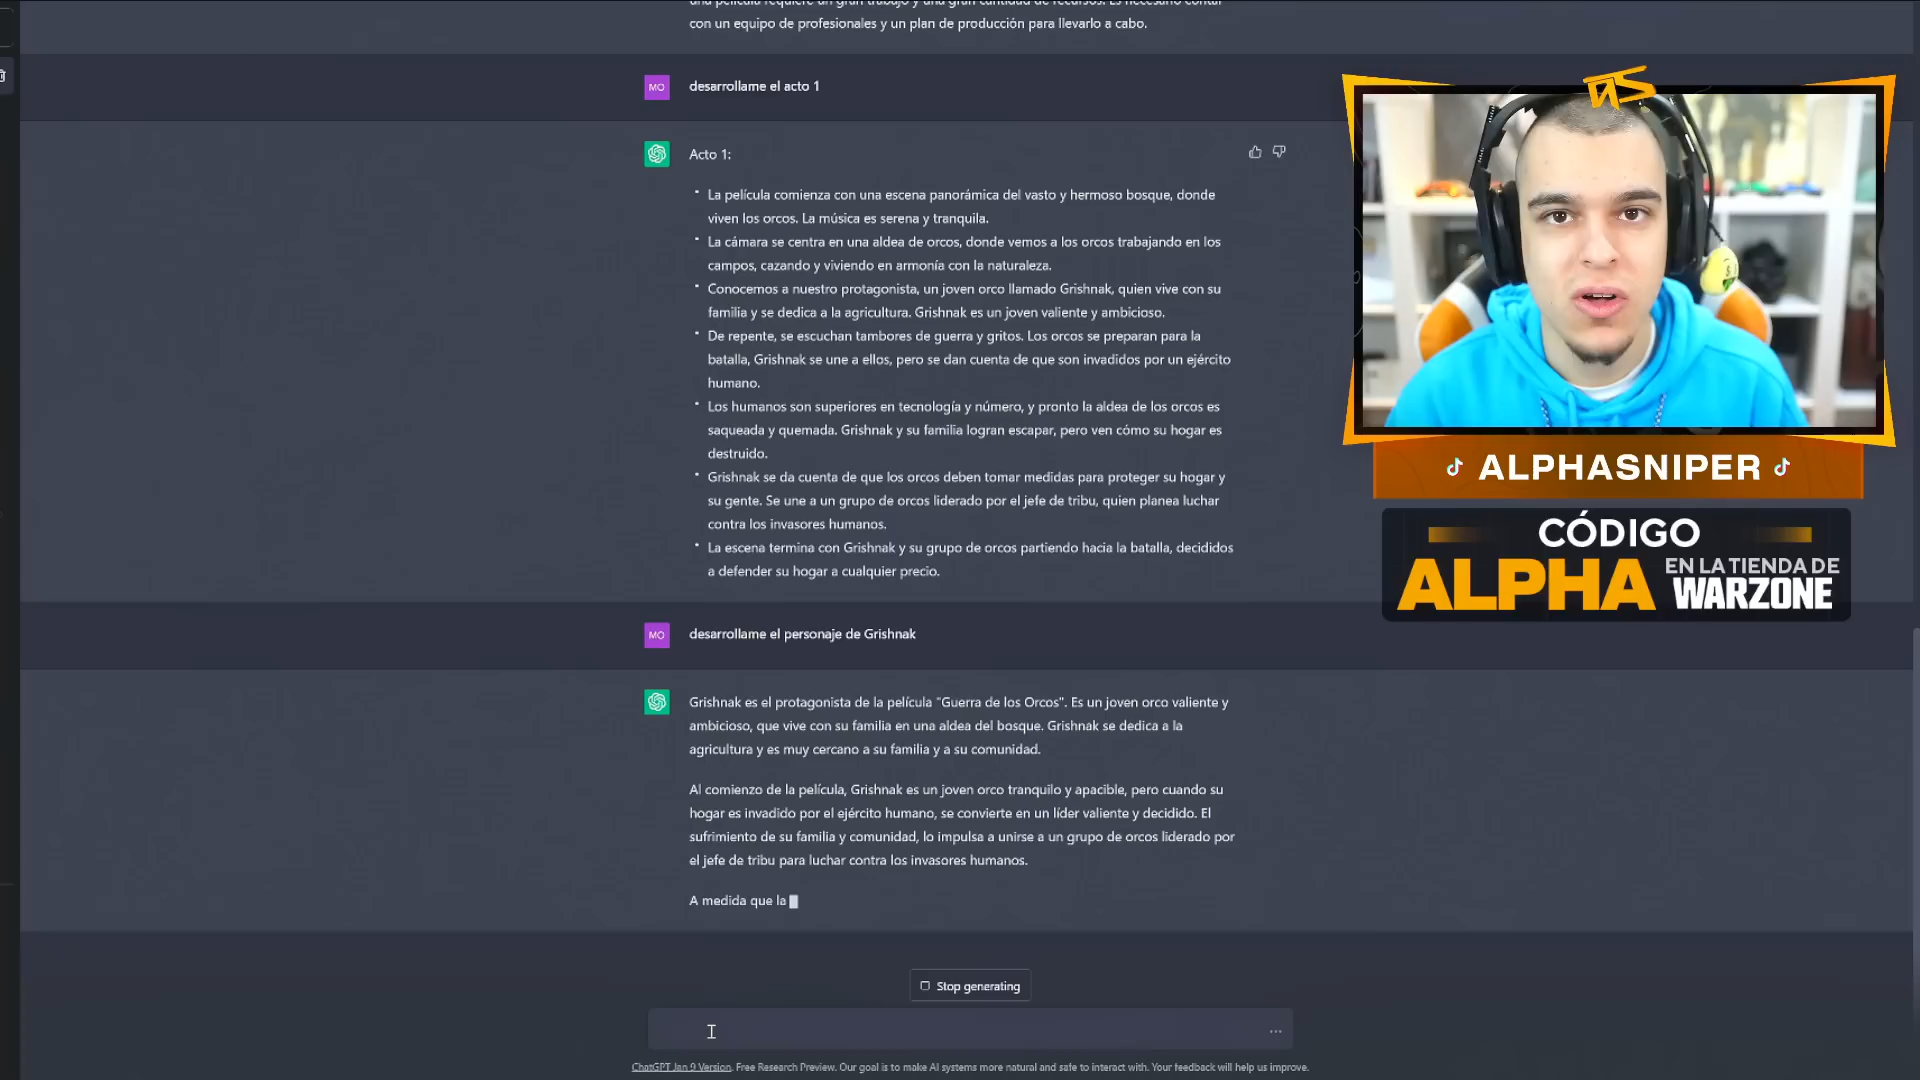 una película requiere un gran trabajo y una gran cantidad de recursos. Es necesario contar
con un equipo de profesionales y un plan de producción para llevarlo a cabo.
MO
desarrollame el acto 1
Acto 1:
• La película comienza con una escena panorámica del vasto y hermoso bosque, donde
viven los orcos. La música es serena y tranquila.
• La cámara se centra en una aldea de orcos, donde vemos a los orcos trabajando en los
campos, cazando y viviendo en armonía con la naturaleza.
• Conocemos a nuestro protagonista, un joven orco llamado Grishnak, quien vive con su
familia y se dedica a la agricultura. Grishnak es un joven valiente y ambicioso.
• De repente, se escuchan tambores de guerra y gritos. Los orcos se preparan para la
batalla, Grishnak se une a ellos, pero se dan cuenta de que son invadidos por un ejército
humano.
• Los humanos son superiores en tecnología y número, y pronto la aldea de los orcos es
saqueada y quemada. Grishnak y su familia logran escapar, pero ven cómo su hogar es
destruido.
• Grishnak se da cuenta de que los orcos deben tomar medidas para proteger su hogar y
su gente. Se une a un grupo de orcos liderado por el jefe de tribu, quien planea luchar
contra los invasores humanos.
• La escena termina con Grishnak y su grupo de orcos partiendo hacia la batalla, decididos
a defender su hogar a cualquier precio.
MO
desarrollame el personaje de Grishnak
Grishnak es el protagonista de la película "Guerra de los Orcos". Es un joven orco valiente y
ambicioso, que vive con su familia en una aldea del bosque. Grishnak se dedica a la
agricultura y es muy cercano a su familia y a su comunidad.
Al comienzo de la película, Grishnak es un joven orco tranquilo y apacible, pero cuando su
hogar es invadido por el ejército humano, se convierte en un líder valiente y decidido. El
sufrimiento de su familia y comunidad, lo impulsa a unirse a un grupo de orcos liderado por
el jefe de tribu para luchar contra los invasores humanos.
A medida que la
Stop generating
ChatGPT Jan 9 Version. Free Research Preview. Our goal is to make AI systems more natural and safe to interact with. Your feedback will help us improve.
ALPHASNIPER
CÓDIGO
ALPHA
EN LA TIENDA DE
WARZONE